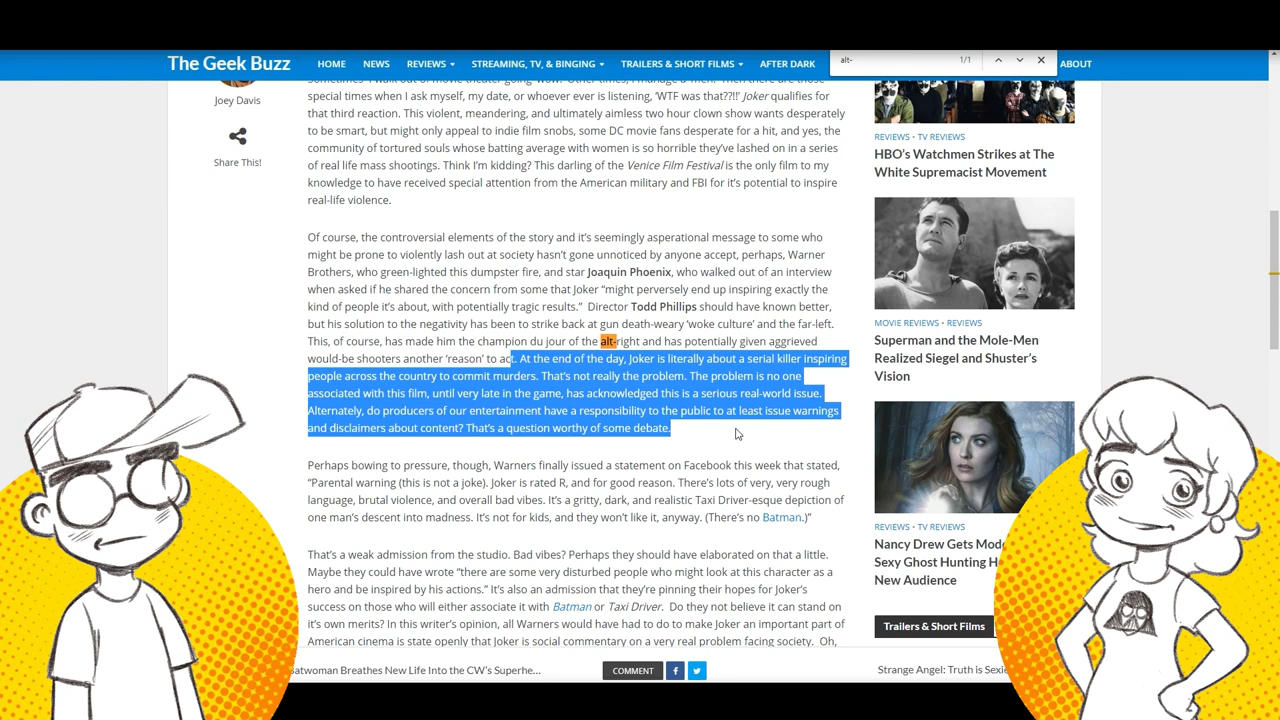 The Geek Buzz
HOME NEWS REVIEWS STREAMING, TV, & BINGING TRAILERS & SHORT FILMS AFTER DARK ABOUT
alt- 1/1
Joey Davis
Share This!
special times when I ask myself, my date, or whoever ever is listening, ‘WTF was that??!!’ Joker qualifies for
that third reaction. This violent, meandering, and ultimately aimless two hour clown show wants desperately
to be smart, but might only appeal to indie film snobs, some DC movie fans desperate for a hit, and yes, the
community of tortured souls whose batting average with women is so horrible they’ve lashed on in a series
of real life mass shootings. Think I’m kidding? This darling of the Venice Film Festival is the only film to my
knowledge to have received special attention from the American military and FBI for it’s potential to inspire
real-life violence.
Of course, the controversial elements of the story and it’s seemingly asperational message to some who
might be prone to violently lash out at society hasn’t gone unnoticed by anyone accept, perhaps, Warner
Brothers, who green-lighted this dumpster fire, and star Joaquin Phoenix, who walked out of an interview
when asked if he shared the concern from some that Joker “might perversely end up inspiring exactly the
kind of people it’s about, with potentially tragic results.” Director Todd Phillips should have known better,
but his solution to the negativity has been to strike back at gun death-weary ‘woke culture’ and the far-left.
This, of course, has made him the champion du jour of the alt-right and has potentially given aggrieved
would-be shooters another ‘reason’ to act. At the end of the day, Joker is literally about a serial killer inspiring
people across the country to commit murders. That’s not really the problem. The problem is no one
associated with this film, until very late in the game, has acknowledged this is a serious real-world issue.
Alternately, do producers of our entertainment have a responsibility to the public to at least issue warnings
and disclaimers about content? That’s a question worthy of some debate.
Perhaps bowing to pressure, though, Warners finally issued a statement on Facebook this week that stated,
“Parental warning (this is not a joke). Joker is rated R, and for good reason. There’s lots of very, very rough
language, brutal violence, and overall bad vibes. It’s a gritty, dark, and realistic Taxi Driver-esque depiction of
one man’s descent into madness. It’s not for kids, and they won’t like it, anyway. (There’s no Batman.)”
That’s a weak admission from the studio. Bad vibes? Perhaps they should have elaborated on that a little.
Maybe they could have wrote “there are some very disturbed people who might look at this character as a
hero and be inspired by his actions.” It’s also an admission that they’re pinning their hopes for Joker’s
success on those who will either associate it with Batman or Taxi Driver. Do they not believe it can stand on
it’s own merits? In this writer’s opinion, all Warners would have had to do to make Joker an important part of
American cinema is state openly that Joker is social commentary on a very real problem facing society. Oh,
REVIEWS • TV REVIEWS
HBO’s Watchmen Strikes at The
White Supremacist Movement
MOVIE REVIEWS • REVIEWS
Superman and the Mole-Men
Realized Siegel and Shuster’s
Vision
REVIEWS • TV REVIEWS
Nancy Drew Gets Mod
Sexy Ghost Hunting H
New Audience
Trailers & Short Films
Batwoman Breathes New Life Into the CW’s Superhe...
COMMENT
Strange Angel: Truth is Sexie